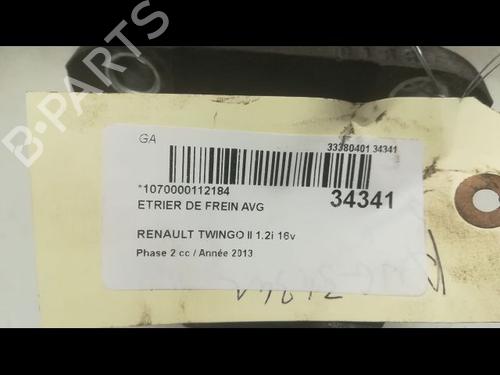 B-PARTS
GA
33380401 34341
*1070000112184
34341
ETRIER DE FREIN AVG
RENAULT TWINGO II 1.2i 16v
Phase 2 cc / Année 2013